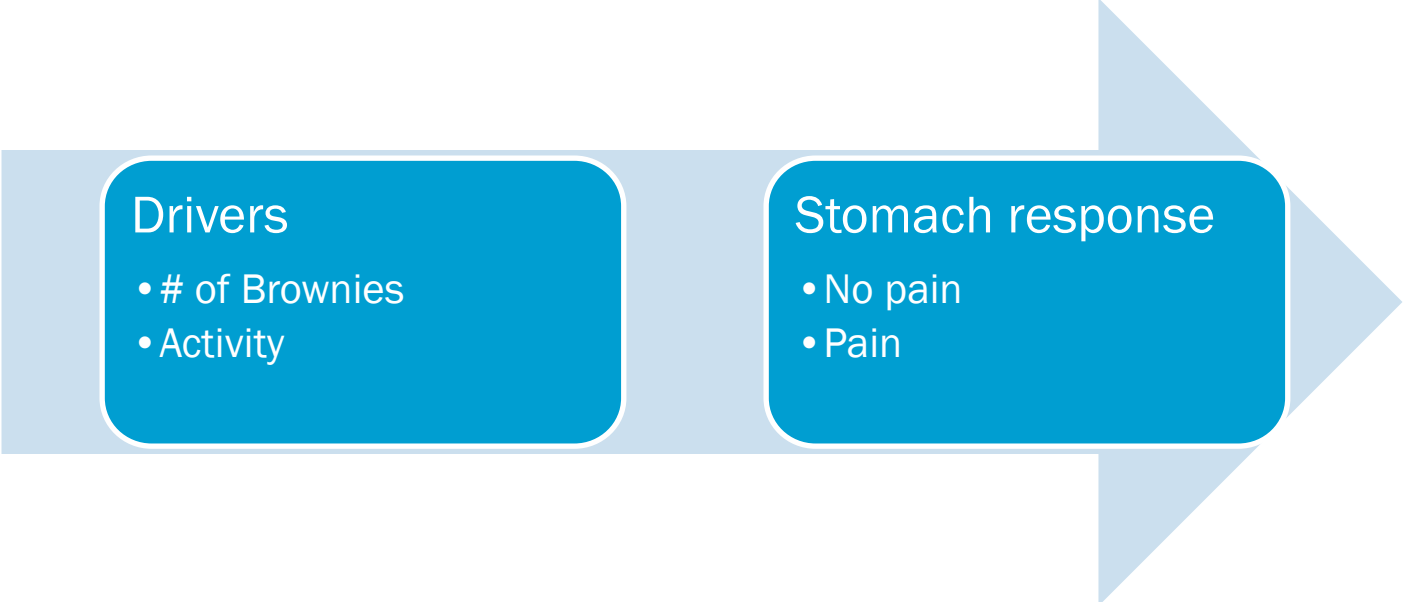 Drivers
•# of Brownies
•Activity
Stomach response
•No pain
•Pain